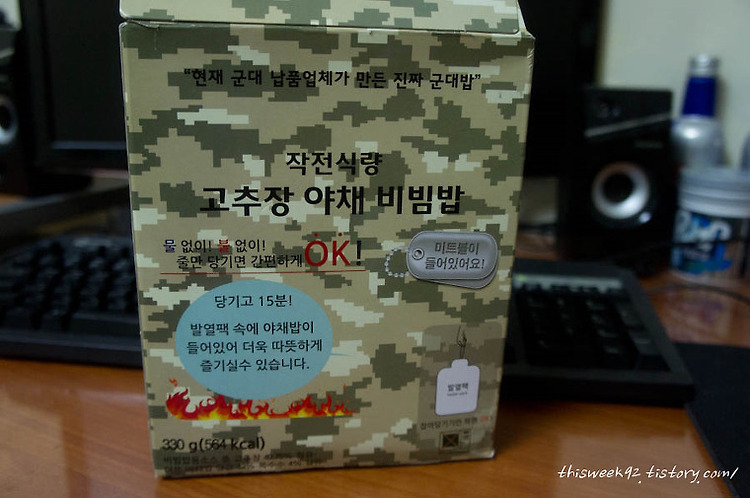 “현재 군대 납품업체가 만든 진짜 군대밥”
작전식량
고추장 야채 비빔밥
물 없이! 불 없이!
줄만 당기면 간편하게 OK!
미트볼이
들어있어요!
당기고 15분!
발열팩 속에 야채밥이
들어있어 더욱 따뜻하게
즐기실수 있습니다.
발열팩
330 g(564 kcal)
thisweek92.tistory.com/